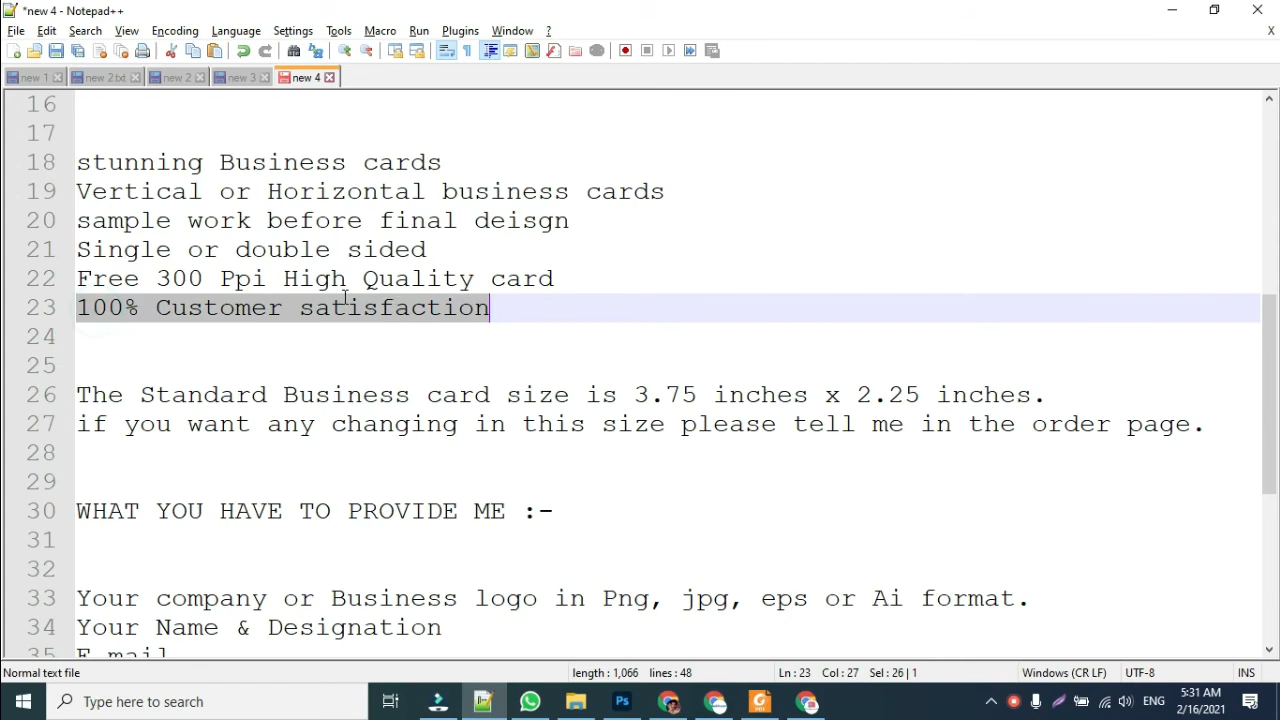 *new 4 - Notepad++
File Edit Search View Encoding Language Settings Tools Macro Run Plugins Window ? X
new 1 new 2.txt new 2 new 3 new 4
16
17
18 stunning Business cards
19 Vertical or Horizontal business cards
20 sample work before final deisgn
21 Single or double sided
22 Free 300 Ppi High Quality card
23 100% Customer satisfaction
24
25
26 The Standard Business card size is 3.75 inches x 2.25 inches.
27 if you want any changing in this size please tell me in the order page.
28
29
30 WHAT YOU HAVE TO PROVIDE ME :-
31
32
33 Your company or Business logo in Png, jpg, eps or Ai format.
34 Your Name & Designation
35 E mail
Normal text file length : 1,066 lines : 48 Ln : 23 Col : 27 Sel : 26 | 1 Windows (CR LF) UTF-8 INS
Type here to search Ps ENG 5:31 AM
2/16/2021